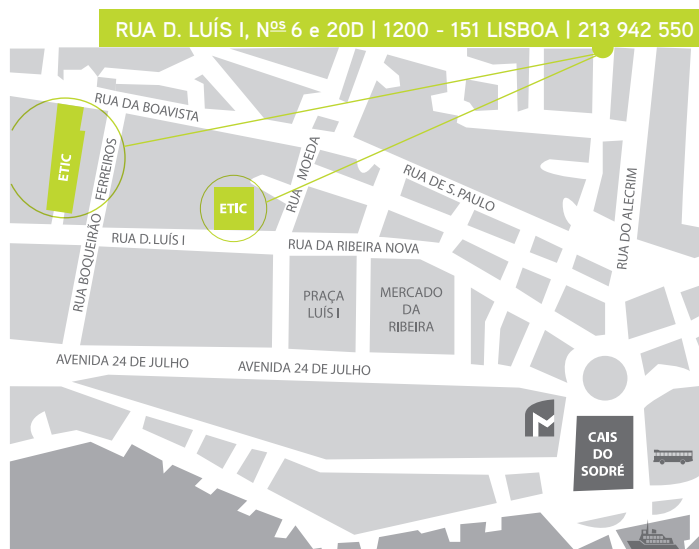 RUA D. LUÍS I, Nºs 6 e 20D | 1200 - 151 LISBOA | 213 942 550
RUA DA BOAVISTA
ETIC
RUA BOQUEIRÃO FERREIROS
RUA MOEDA
ETIC
RUA DE S. PAULO
RUA DO ALECRIM
RUA D. LUÍS I
RUA DA RIBEIRA NOVA
PRAÇA
LUÍS I
MERCADO
DA
RIBEIRA
AVENIDA 24 DE JULHO
AVENIDA 24 DE JULHO
M
CAIS
DO
SODRÉ